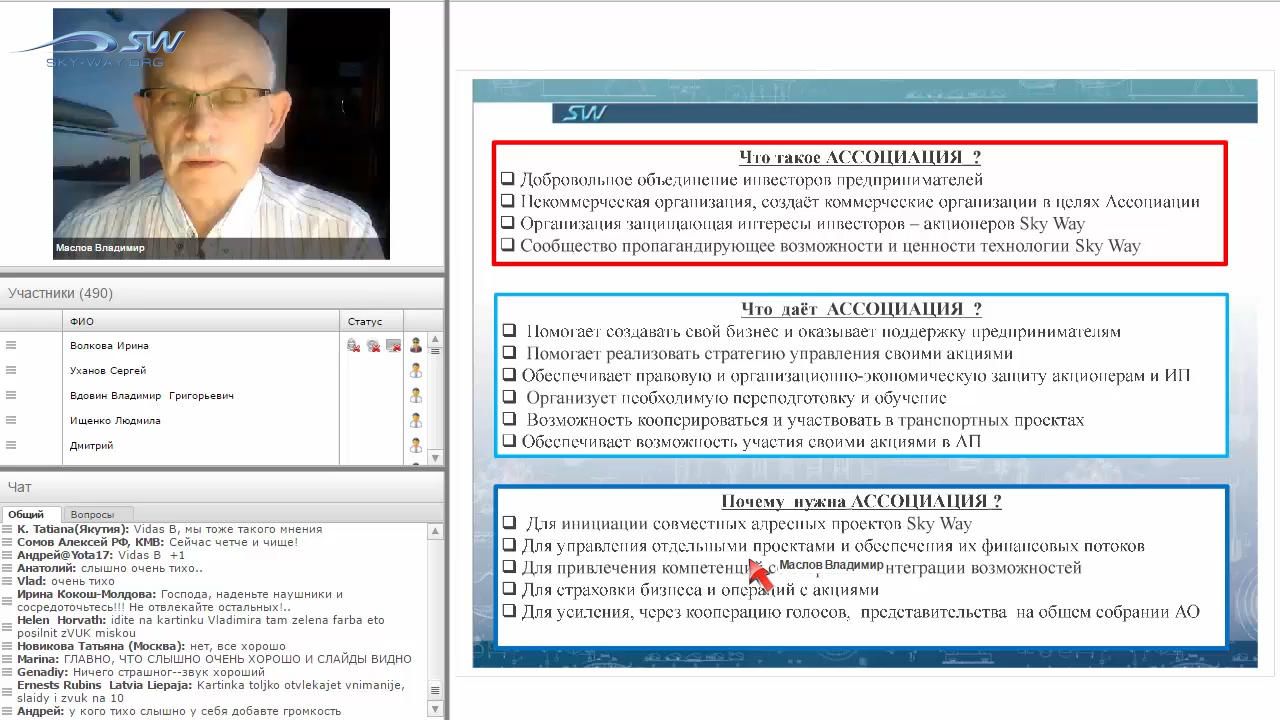 SW
SKY-WAY.ORG
Маслов Владимир
Участники (490)
ФИО
Статус
Волкова Ирина
Уханов Сергей
Вдовин Владимир Григорьевич
Ищенко Людмила
Дмитрий
Чат
Общий
Вопросы
K. Tatiana(Якутия): Vidas B, мы тоже такого мнения
Сомов Алексей РФ, КМВ: Сейчас четче и чище!
Андрей@Yota17: Vidas B +1
Анатолий: слышно очень тихо..
Vlad: очень тихо
Ирина Кокош-Молдова: Господа, наденьте наушники и
сосредоточьтесь!!! Не отвлекайте остальных!..
Helen Horvath: idite na kartinku Vladimira tam zelena farba eto
posilnit zVUK miskou
Новикова Татьяна (Москва): нет, все хорошо
Marina: ГЛАВНО, ЧТО СЛЫШНО ОЧЕНЬ ХОРОШО И СЛАЙДЫ ВИДНО
Genadiy: Ничего страшног--звук хороший
Ernests Rubins Latvia Liepaja: Kartinka toljko otvlekajet vnimanije,
slaidy i zvuk na 10
Андрей: у кого тихо слышно у себя добавте громкость
SW
Что такое АССОЦИАЦИЯ ?
Добровольное объединение инвесторов предпринимателей
Некоммерческая организация, создаёт коммерческие организации в целях Ассоциации
Организация защищающая интересы инвесторов – акционеров Sky Way
Сообщество пропагандирующее возможности и ценности технологии Sky Way
Что даёт АССОЦИАЦИЯ ?
Помогает создавать свой бизнес и оказывает поддержку предпринимателям
Помогает реализовать стратегию управления своими акциями
Обеспечивает правовую и организационно-экономическую защиту акционерам и ИП
Организует необходимую переподготовку и обучение
Возможность кооперироваться и участвовать в транспортных проектах
Обеспечивает возможность участия своими акциями в АП
Почему нужна АССОЦИАЦИЯ ?
Для инициации совместных адресных проектов Sky Way
Для управления отдельными проектами и обеспечения их финансовых потоков
Для привлечения компетенций Маслов Владимир интеграции возможностей
Для страховки бизнеса и операций с акциями
Для усиления, через кооперацию голосов, представительства на общем собрании АО